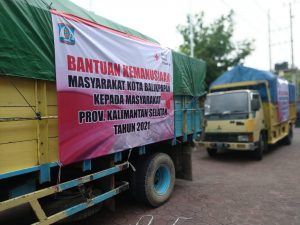 BANTUAN KEMANUSIAAN
MASYARAKAT KOTA BALIKPAPAN
KEPADA MASYARAKAT
PROV. KALIMANTAN SELATAN
TAHUN 2021